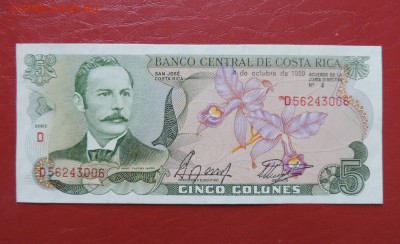 BANCO CENTRAL DE COSTA RICA
SAN JOSÉ
COSTA RICA
4 de octubre de 1989
ACUERDO DE LA
JUNTA DIRECTIVA
Nº 4
5
D56243006
SERIE
D
D56243006
CINCO COLONES
5